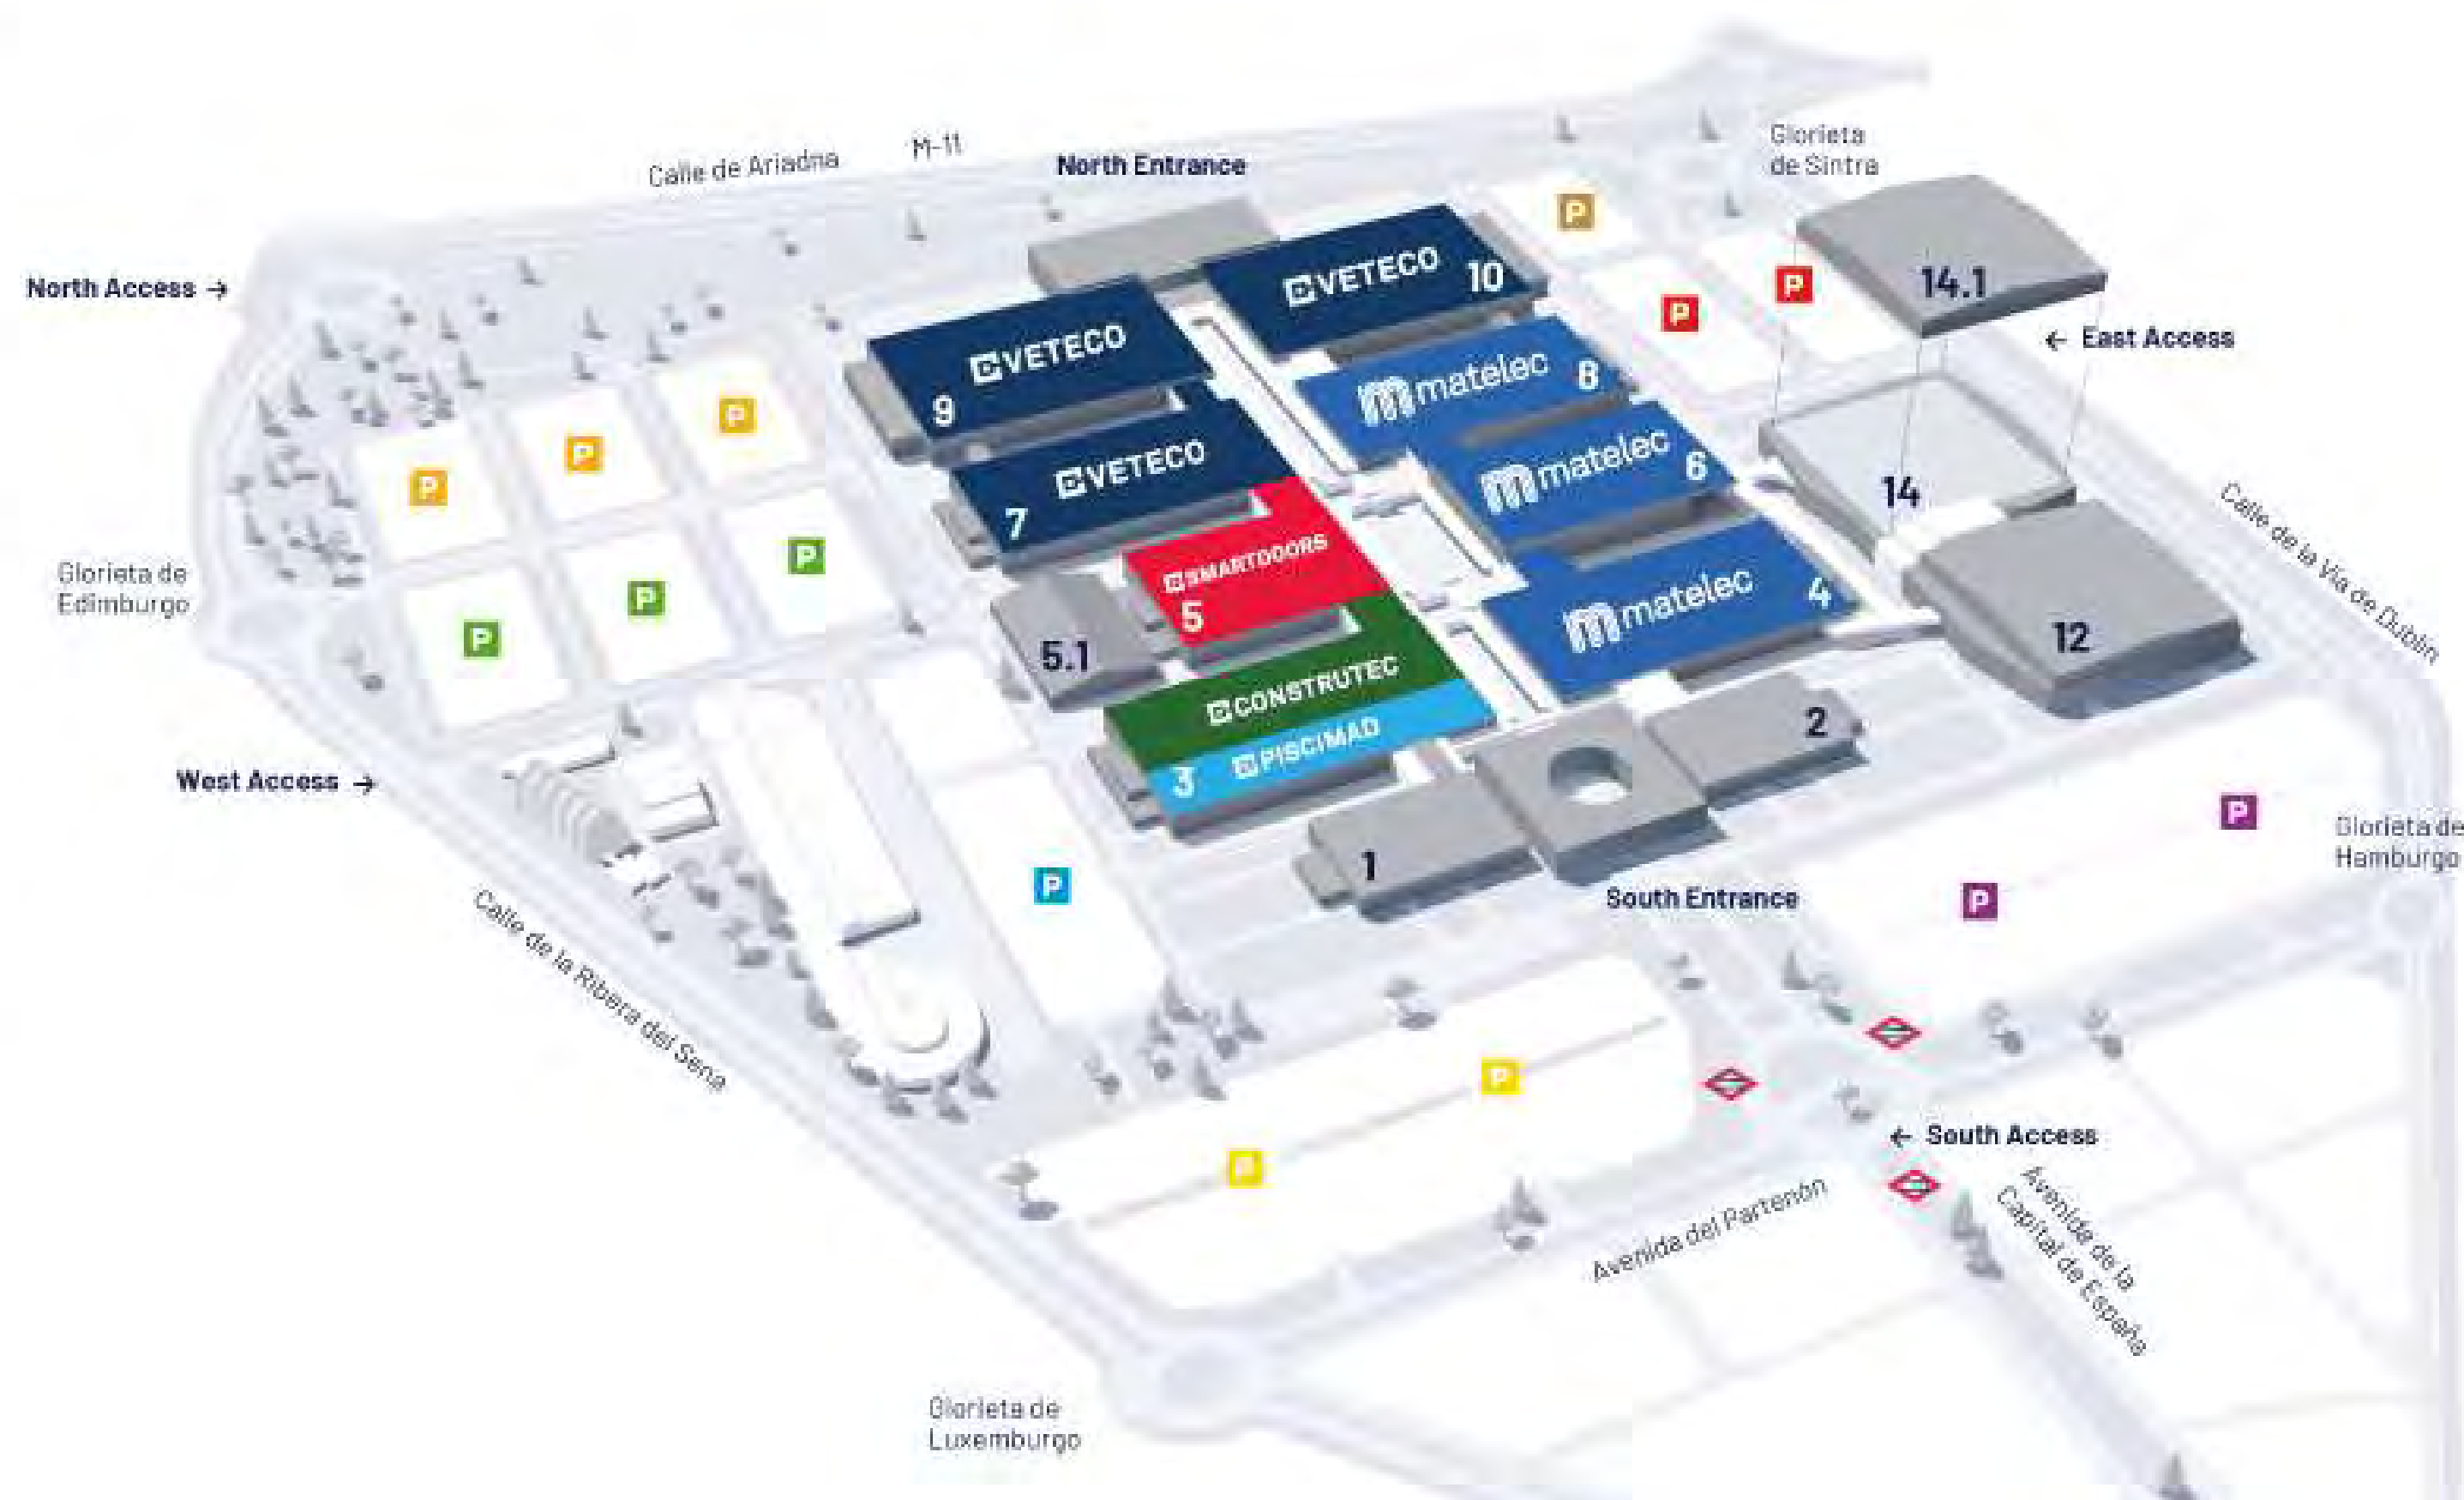 Calle de Ariadna
M-11
North Entrance
Glorieta
de Sintra
P
North Access →
VETECO
10
P
P
14.1
← East Access
VETECO
9
matelec
8
P
P
P
VETECO
7
matelec
6
14
Calle de la Vía de Dublín
Glorieta de
Edimburgo
P
P
P
SMARTDOORS
5
matelec
4
5.1
12
CONSTRUTEC
PISCIMAD
3
2
West Access →
1
P
South Entrance
P
P
Glorieta de
Hamburgo
Calle de la Ribera del Sena
P
P
← South Access
Avenida del Partenón
Avenida de la
Capital de España
Glorieta de
Luxemburgo